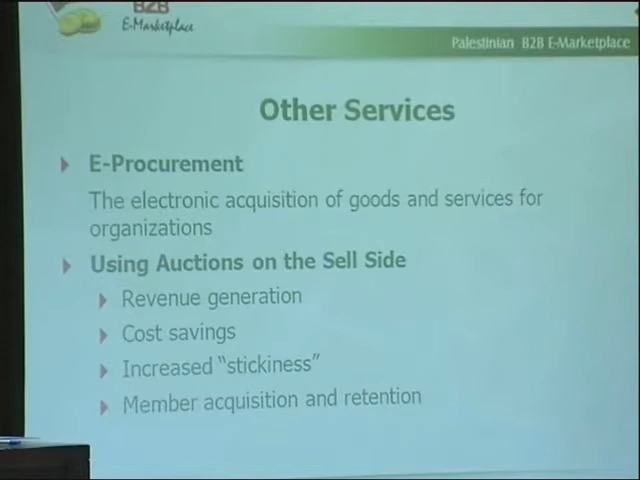 B2B
E-Marketplace
Palestinian B2B E-Marketplace
Other Services
E-Procurement
The electronic acquisition of goods and services for
organizations
Using Auctions on the Sell Side
Revenue generation
Cost savings
Increased “stickiness”
Member acquisition and retention